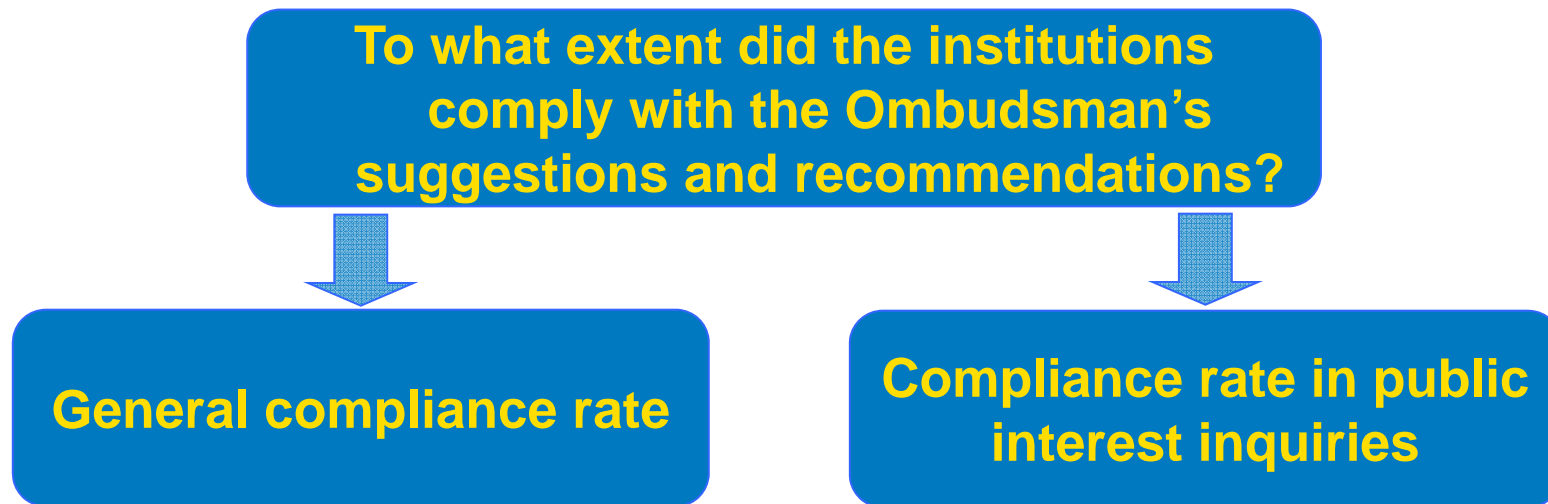 To what extent did the institutions
comply with the Ombudsman’s
suggestions and recommendations?
General compliance rate
Compliance rate in public
interest inquiries